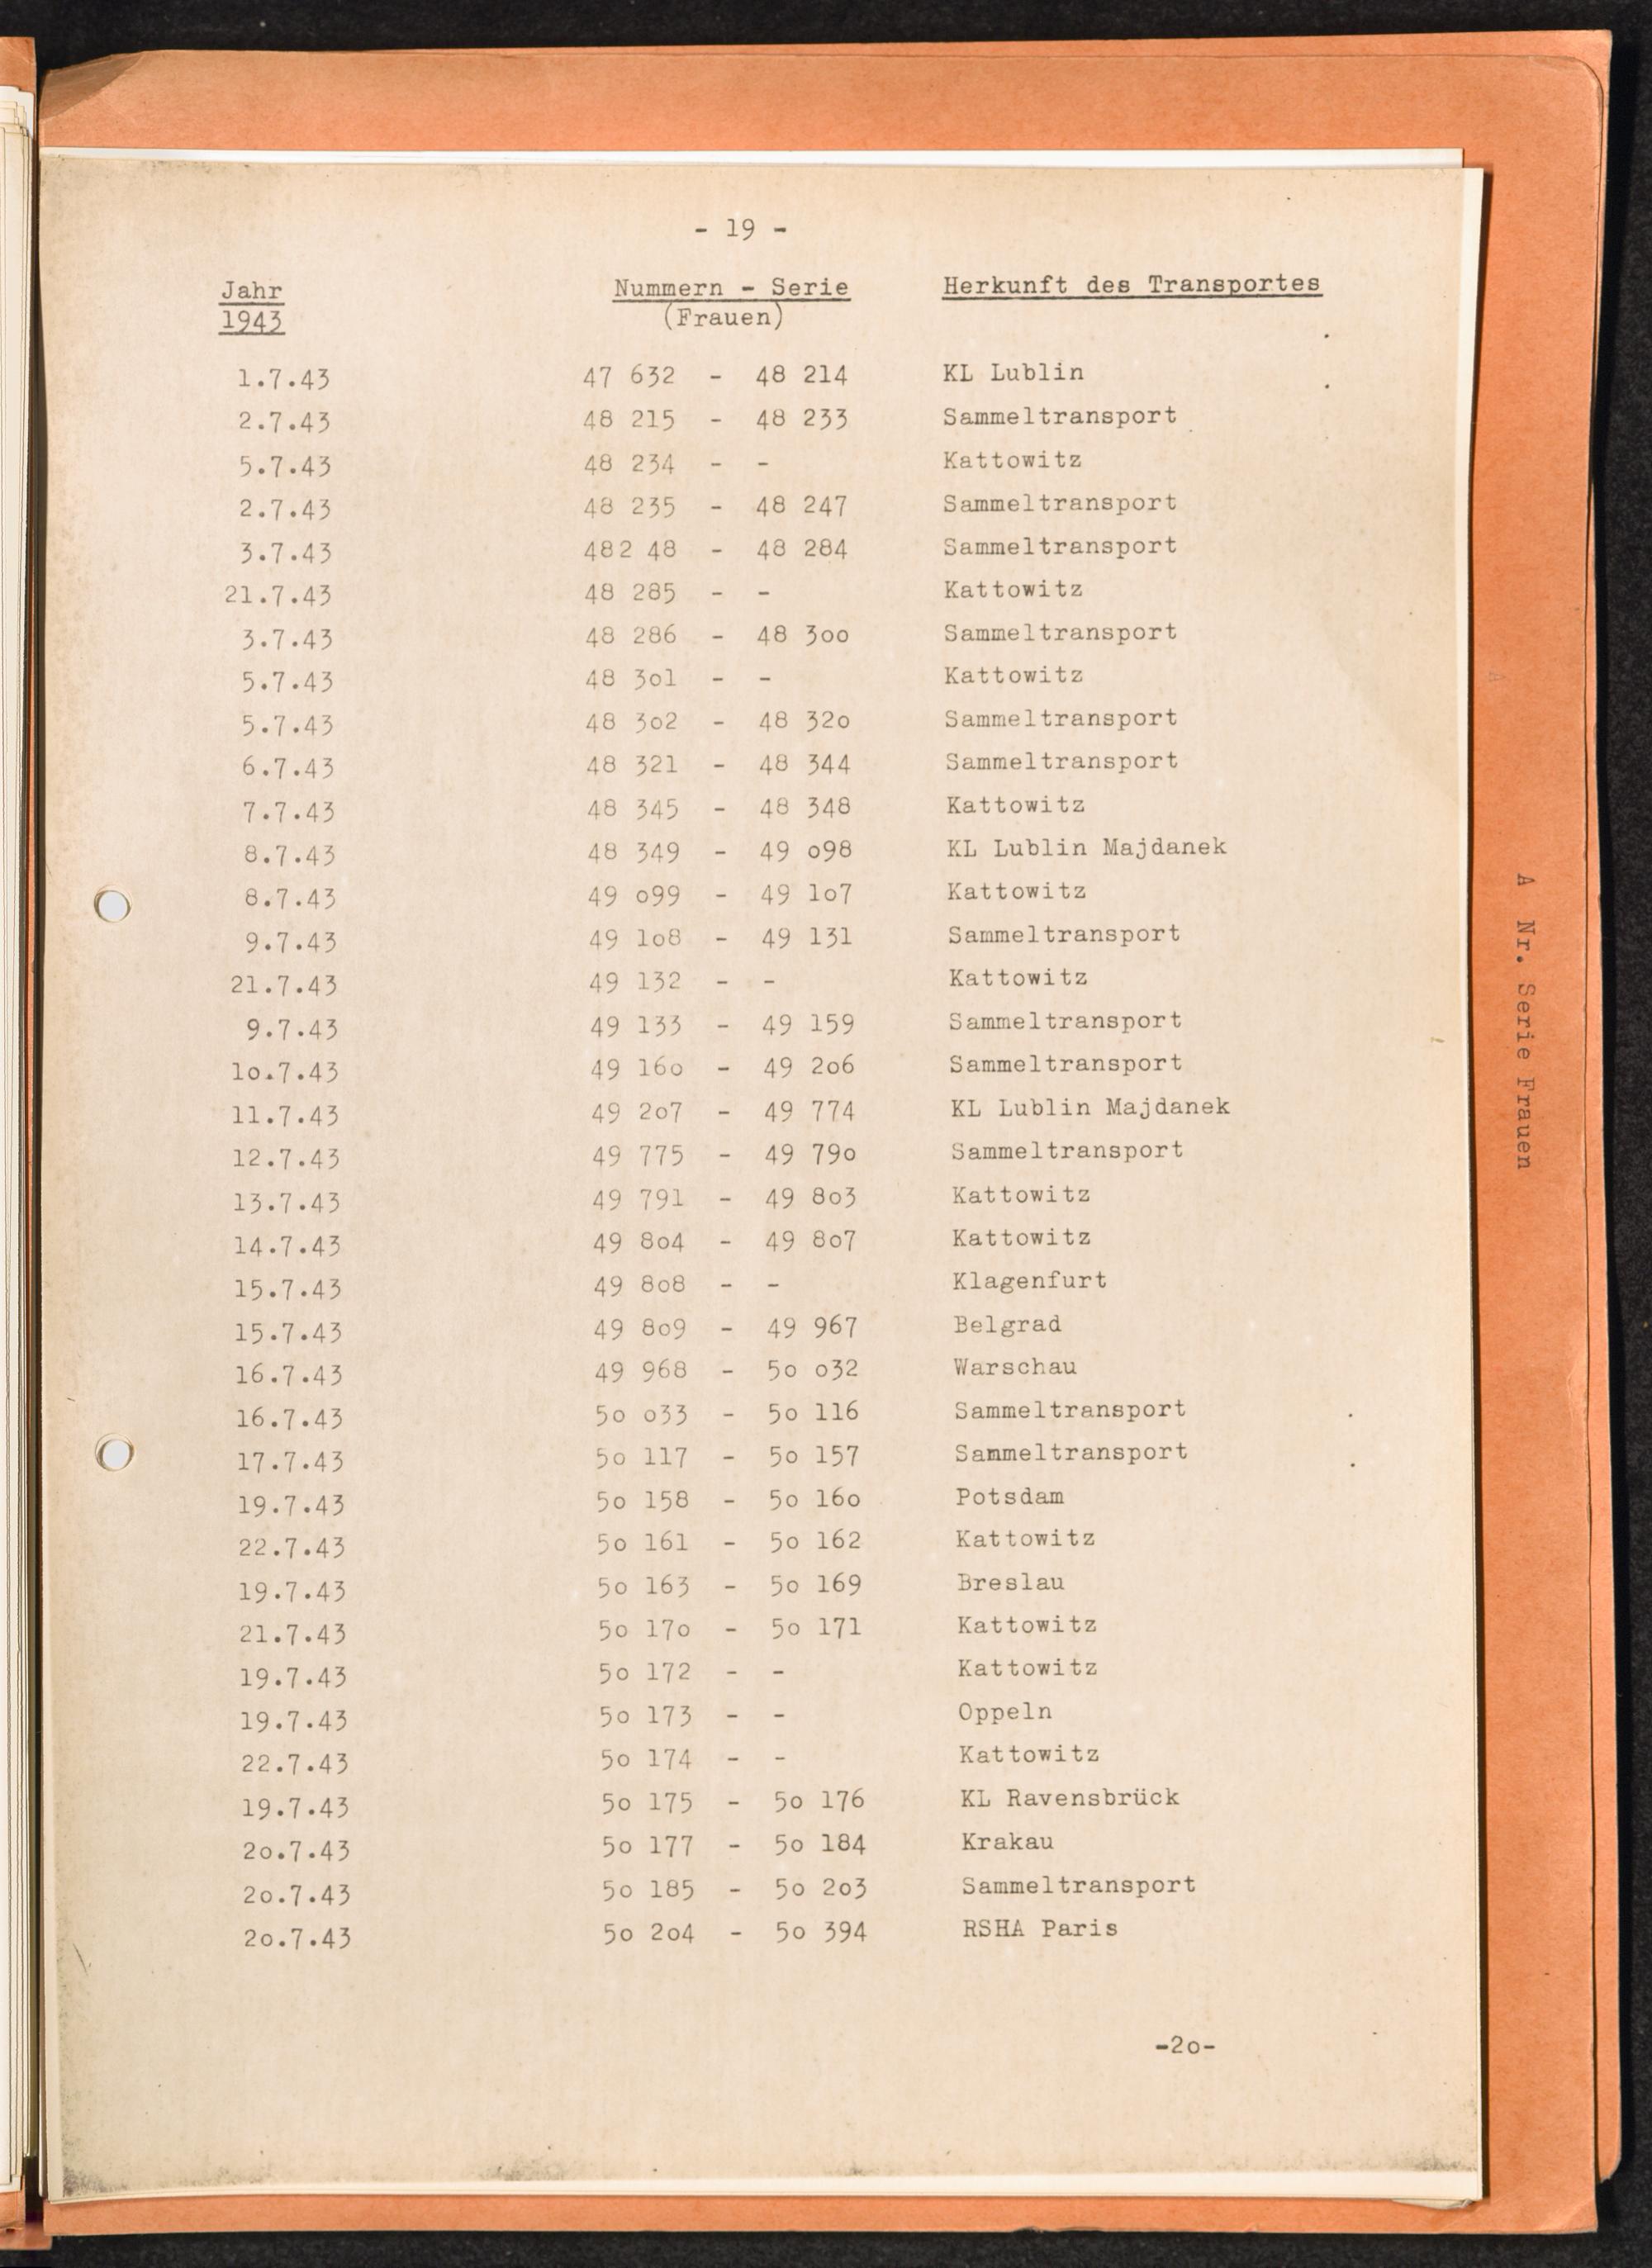 - 19 -
Jahr Nummern - Serie Herkunft des Transportes
1943 (Frauen)
1.7.43 47 632 - 48 214 KL Lublin
2.7.43 48 215 - 48 233 Sammeltransport
5.7.43 48 234 - - Kattowitz
2.7.43 48 235 - 48 247 Sammeltransport
3.7.43 482 48 - 48 284 Sammeltransport
21.7.43 48 285 - - Kattowitz
3.7.43 48 286 - 48 3oo Sammeltransport
5.7.43 48 3o1 - - Kattowitz
5.7.43 48 3o2 - 48 32o Sammeltransport
6.7.43 48 321 - 48 344 Sammeltransport
7.7.43 48 345 - 48 348 Kattowitz
8.7.43 48 349 - 49 o98 KL Lublin Majdanek
8.7.43 49 o99 - 49 1o7 Kattowitz
9.7.43 49 1o8 - 49 131 Sammeltransport
21.7.43 49 132 - - Kattowitz
9.7.43 49 133 - 49 159 Sammeltransport
1o.7.43 49 16o - 49 2o6 Sammeltransport
11.7.43 49 2o7 - 49 774 KL Lublin Majdanek
12.7.43 49 775 - 49 79o Sammeltransport
13.7.43 49 791 - 49 8o3 Kattowitz
14.7.43 49 8o4 - 49 8o7 Kattowitz
15.7.43 49 8o8 - - Klagenfurt
15.7.43 49 8o9 - 49 967 Belgrad
16.7.43 49 968 - 5o o32 Warschau
16.7.43 5o o33 - 5o 116 Sammeltransport
17.7.43 5o 117 - 5o 157 Sammeltransport
19.7.43 5o 158 - 5o 16o Potsdam
22.7.43 5o 161 - 5o 162 Kattowitz
19.7.43 5o 163 - 5o 169 Breslau
21.7.43 5o 17o - 5o 171 Kattowitz
19.7.43 5o 172 - - Kattowitz
19.7.43 5o 173 - - Oppeln
22.7.43 5o 174 - - Kattowitz
19.7.43 5o 175 - 5o 176 KL Ravensbrück
2o.7.43 5o 177 - 5o 184 Krakau
2o.7.43 5o 185 - 5o 2o3 Sammeltransport
2o.7.43 5o 2o4 - 5o 394 RSHA Paris
-2o-
A Nr. Serie Frauen